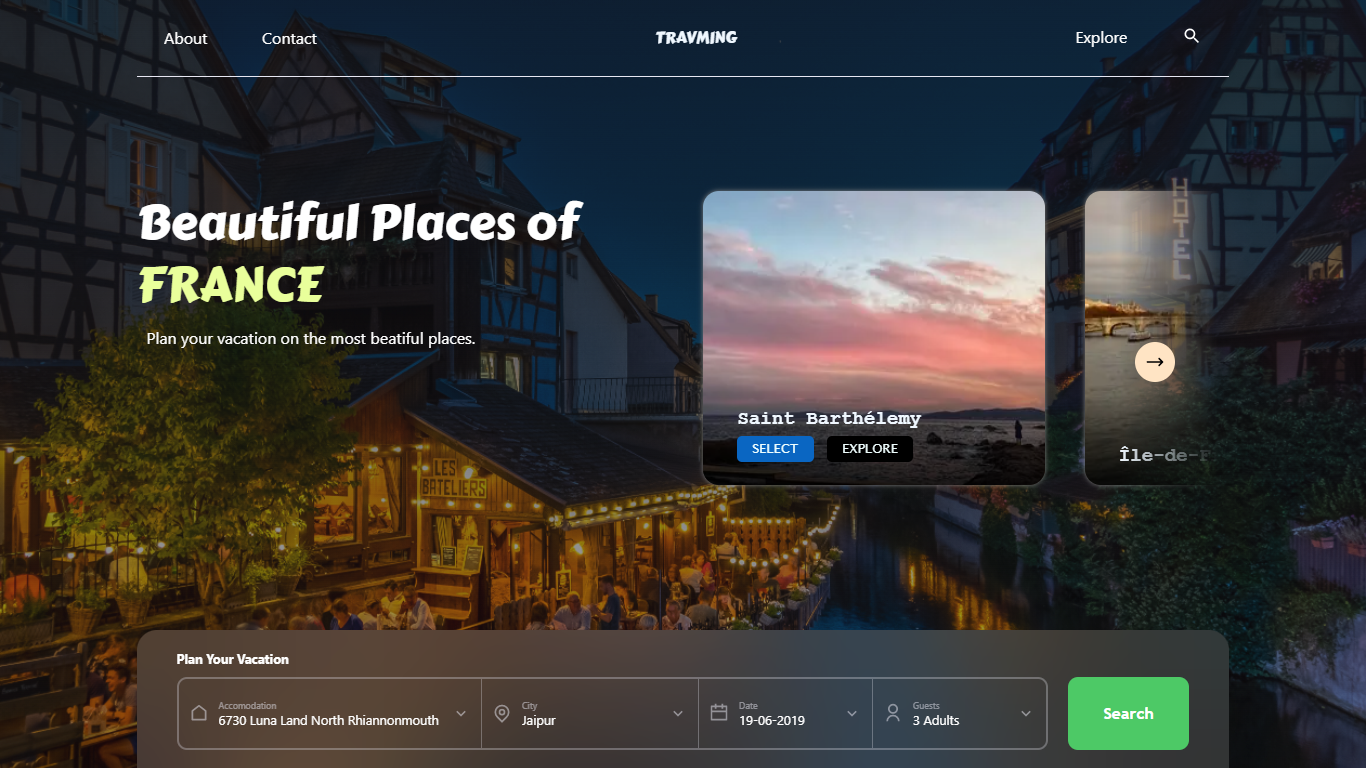 About
Contact
TRAVMING
Explore
Beautiful Places of
FRANCE
Plan your vacation on the most beatiful places.
Saint Barthélemy
SELECT
EXPLORE
HOTEL
Île-de-F
LES
BATELIERS
Plan Your Vacation
Accomodation
6730 Luna Land North Rhiannonmouth
City
Jaipur
Date
19-06-2019
Guests
3 Adults
Search